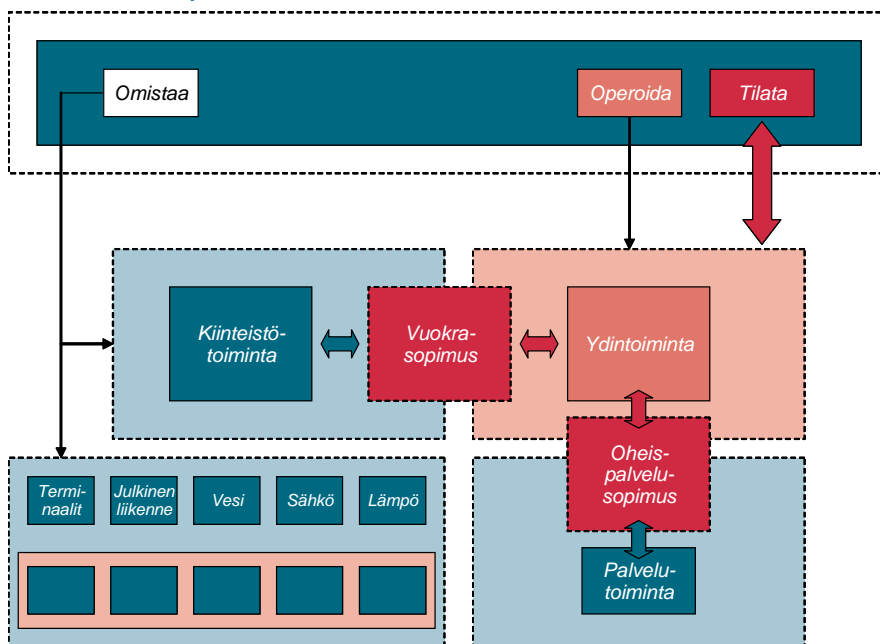 Omistaa
Operoida
Tilata
Kiinteistö-
toiminta
Vuokra-
sopimus
Ydintoiminta
Oheis-
palvelu-
sopimus
Termi-
naalit
Julkinen
liikenne
Vesi
Sähkö
Lämpö
Palvelu-
toiminta